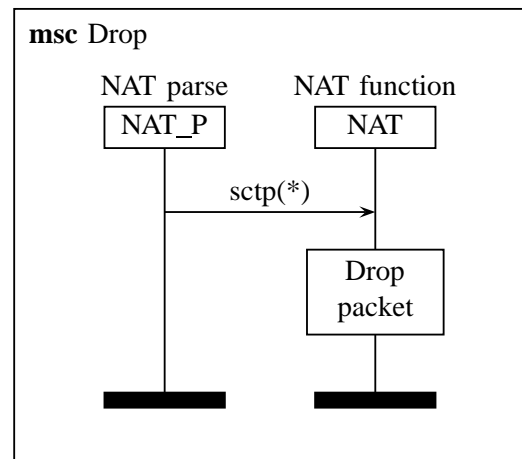 msc Drop
NAT parse
NAT function
NAT_P
NAT
sctp(*)
Drop
packet